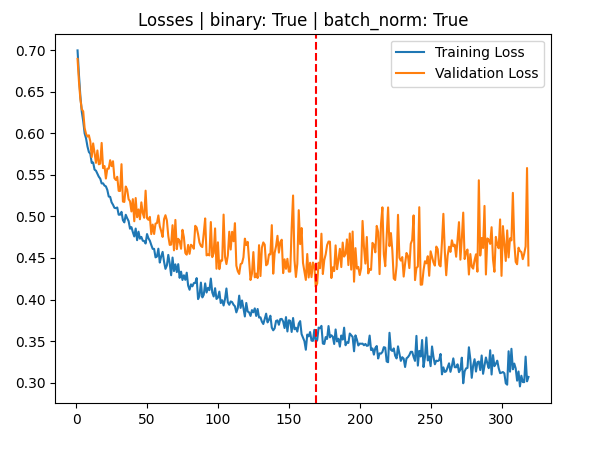 Losses | binary: True | batch_norm: True
Training Loss
Validation Loss
0.70
0.65
0.60
0.55
0.50
0.45
0.40
0.35
0.30
0 50 100 150 200 250 300